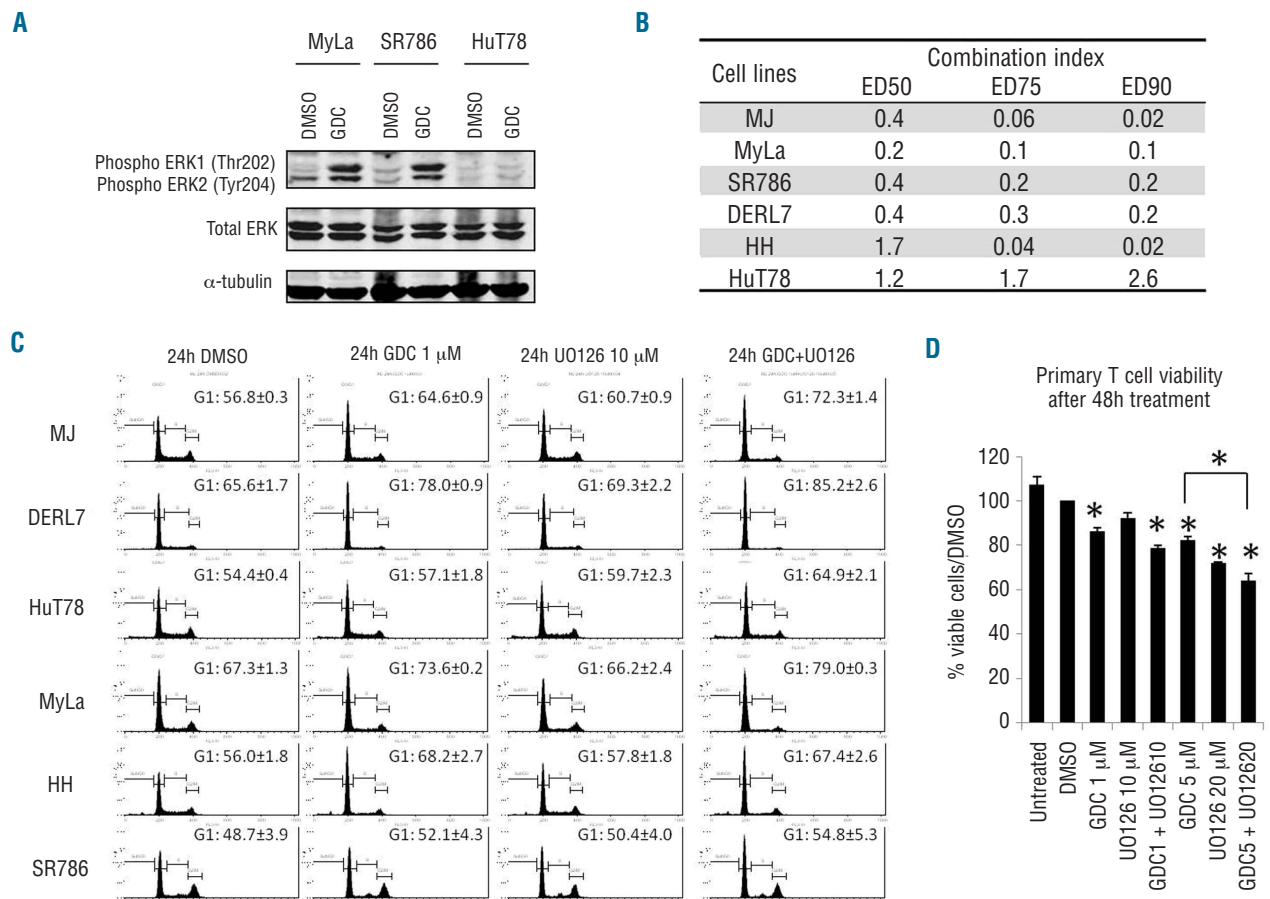 A
MyLa SR786 HuT78
DMSO GDC DMSO GDC DMSO GDC
Phospho ERK1 (Thr202)
Phospho ERK2 (Tyr204)
Total ERK
α-tubulin
B
Cell lines Combination index
ED50 ED75 ED90
MJ 0.4 0.06 0.02
MyLa 0.2 0.1 0.1
SR786 0.4 0.2 0.2
DERL7 0.4 0.3 0.2
HH 1.7 0.04 0.02
HuT78 1.2 1.7 2.6
C
24h DMSO 24h GDC 1 µM 24h UO126 10 µM 24h GDC+UO126
MJ G1: 56.8±0.3 G1: 64.6±0.9 G1: 60.7±0.9 G1: 72.3±1.4
DERL7 G1: 65.6±1.7 G1: 78.0±0.9 G1: 69.3±2.2 G1: 85.2±2.6
HuT78 G1: 54.4±0.4 G1: 57.1±1.8 G1: 59.7±2.3 G1: 64.9±2.1
MyLa G1: 67.3±1.3 G1: 73.6±0.2 G1: 66.2±2.4 G1: 79.0±0.3
HH G1: 56.0±1.8 G1: 68.2±2.7 G1: 57.8±1.8 G1: 67.4±2.6
SR786 G1: 48.7±3.9 G1: 52.1±4.3 G1: 50.4±4.0 G1: 54.8±5.3
D
Primary T cell viability
after 48h treatment
% viable cells/DMSO
120
100
80
60
40
20
0
* * * * * *
Untreated
DMSO
GDC 1 µM
UO126 10 µM
GDC1 + UO12610
GDC 5 µM
UO126 20 µM
GDC5 + UO12620